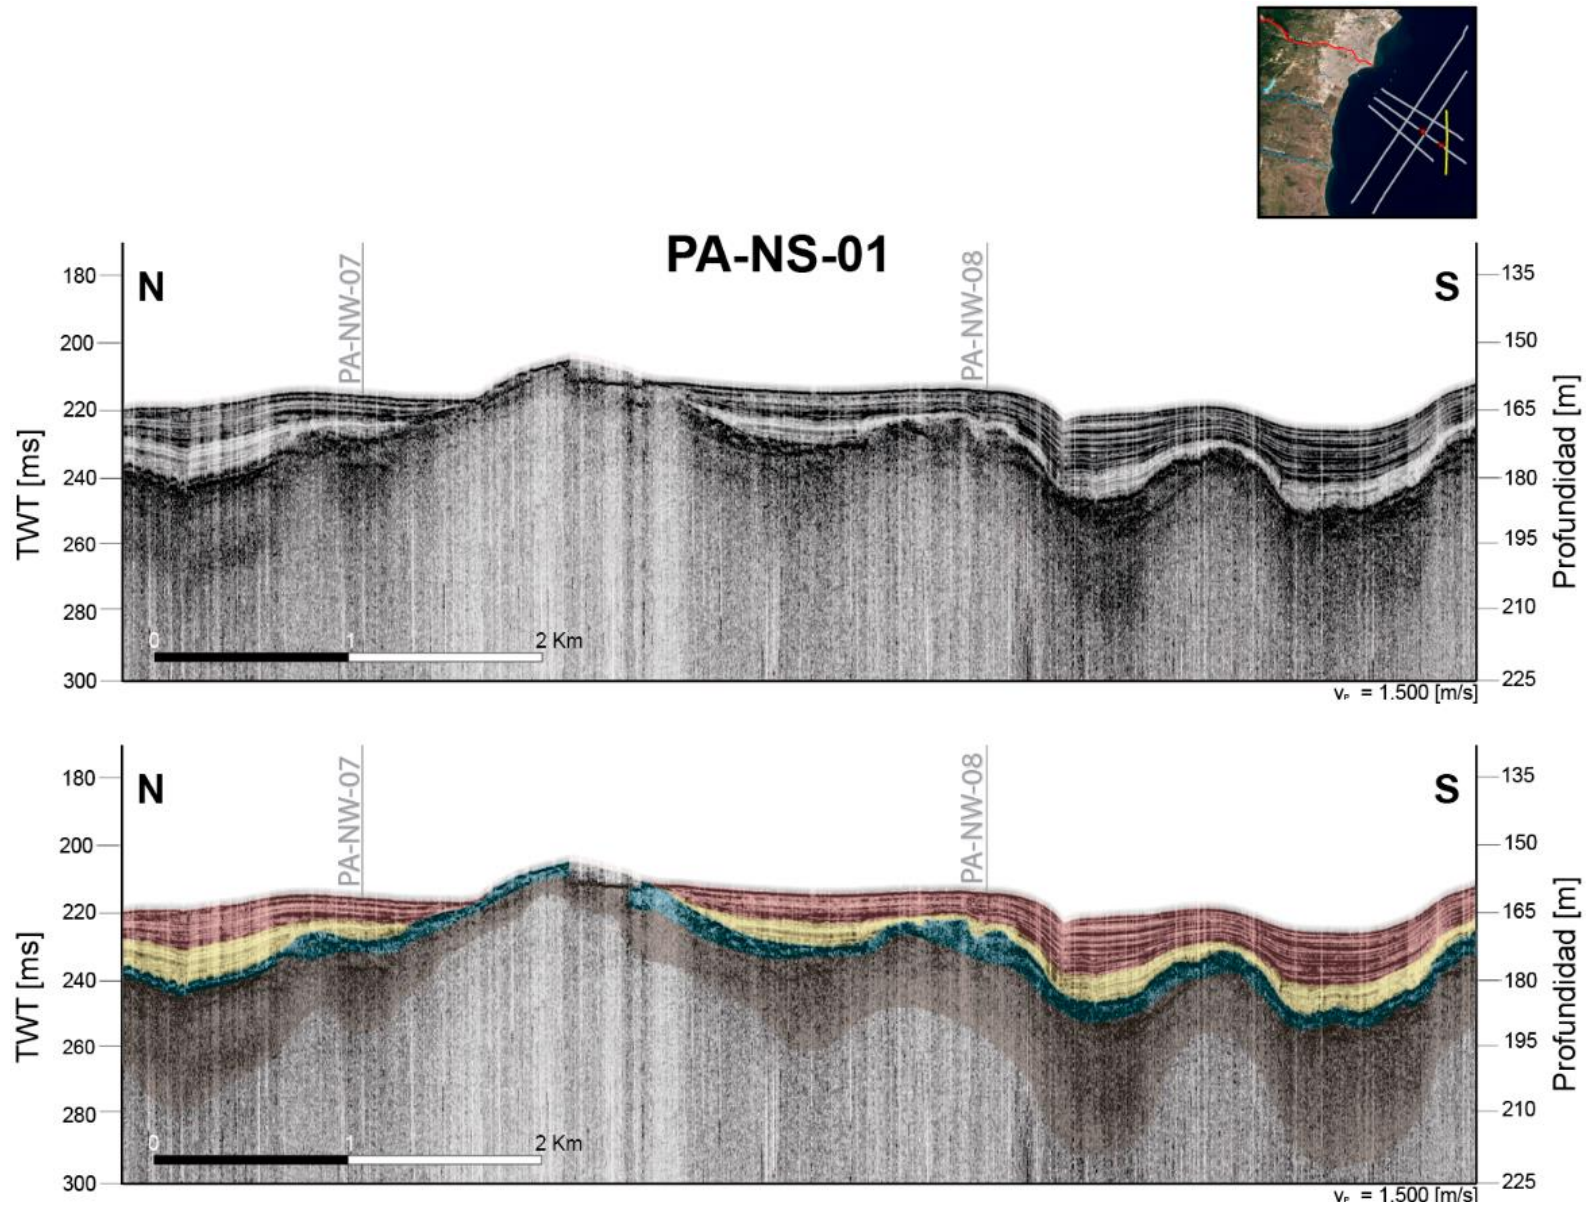 PA-NS-01
N
S
PA-NW-07
PA-NW-08
TWT [ms]
180
200
220
240
260
280
300
Profundidad [m]
135
150
165
180
195
210
225
0 1 2 Km
vₚ = 1.500 [m/s]
N
S
PA-NW-07
PA-NW-08
TWT [ms]
180
200
220
240
260
280
300
Profundidad [m]
135
150
165
180
195
210
225
0 1 2 Km
vₚ = 1.500 [m/s]